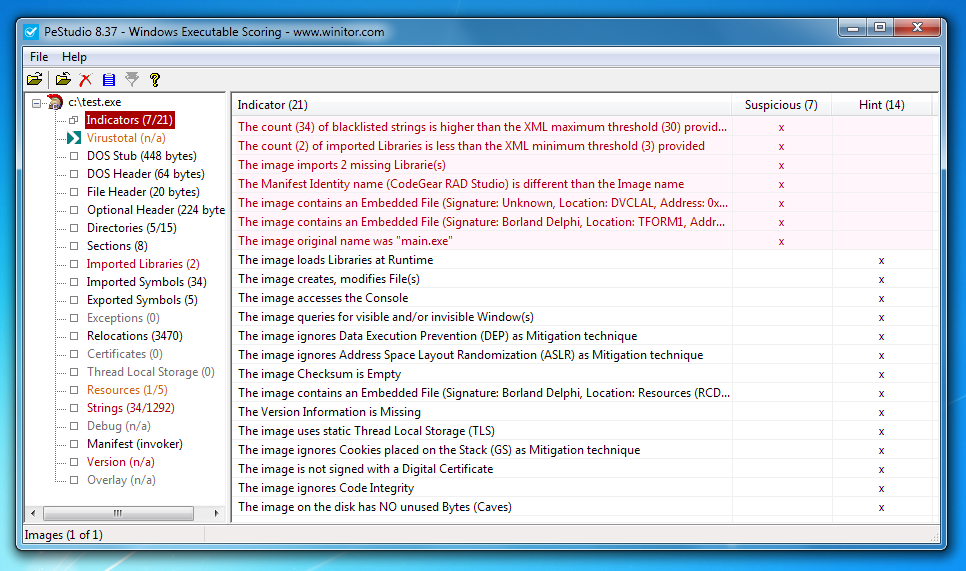 PeStudio 8.37 - Windows Executable Scoring - www.winitor.com
File Help
c:\test.exe
Indicators (7/21)
Virustotal (n/a)
DOS Stub (448 bytes)
DOS Header (64 bytes)
File Header (20 bytes)
Optional Header (224 byte
Directories (5/15)
Sections (8)
Imported Libraries (2)
Imported Symbols (34)
Exported Symbols (5)
Exceptions (0)
Relocations (3470)
Certificates (0)
Thread Local Storage (0)
Resources (1/5)
Strings (34/1292)
Debug (n/a)
Manifest (invoker)
Version (n/a)
Overlay (n/a)
Indicator (21) Suspicious (7) Hint (14)
The count (34) of blacklisted strings is higher than the XML maximum threshold (30) provid... x
The count (2) of imported Libraries is less than the XML minimum threshold (3) provided x
The image imports 2 missing Librarie(s) x
The Manifest Identity name (CodeGear RAD Studio) is different than the Image name x
The image contains an Embedded File (Signature: Unknown, Location: DVCLAL, Address: 0x... x
The image contains an Embedded File (Signature: Borland Delphi, Location: TFORM1, Addr... x
The image original name was "main.exe" x
The image loads Libraries at Runtime x
The image creates, modifies File(s) x
The image accesses the Console x
The image queries for visible and/or invisible Window(s) x
The image ignores Data Execution Prevention (DEP) as Mitigation technique x
The image ignores Address Space Layout Randomization (ASLR) as Mitigation technique x
The image Checksum is Empty x
The image contains an Embedded File (Signature: Borland Delphi, Location: Resources (RCD... x
The Version Information is Missing x
The image uses static Thread Local Storage (TLS) x
The image ignores Cookies placed on the Stack (GS) as Mitigation technique x
The image is not signed with a Digital Certificate x
The image ignores Code Integrity x
The image on the disk has NO unused Bytes (Caves) x
Images (1 of 1)